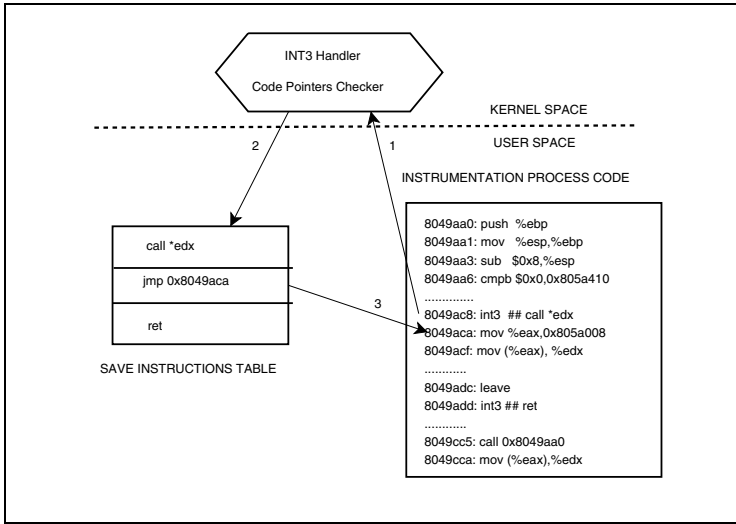 INT3 Handler
Code Pointers Checker
KERNEL SPACE
USER SPACE
2
1
INSTRUMENTATION PROCESS CODE
call *edx
jmp 0x8049aca
ret
SAVE INSTRUCTIONS TABLE
3
8049aa0: push %ebp
8049aa1: mov %esp,%ebp
8049aa3: sub $0x8,%esp
8049aa6: cmpb $0x0,0x805a410
..............
8049ac8: int3 ## call *edx
8049aca: mov %eax,0x805a008
8049acf: mov (%eax), %edx
............
8049adc: leave
8049add: int3 ## ret
............
8049cc5: call 0x8049aa0
8049cca: mov (%eax),%edx